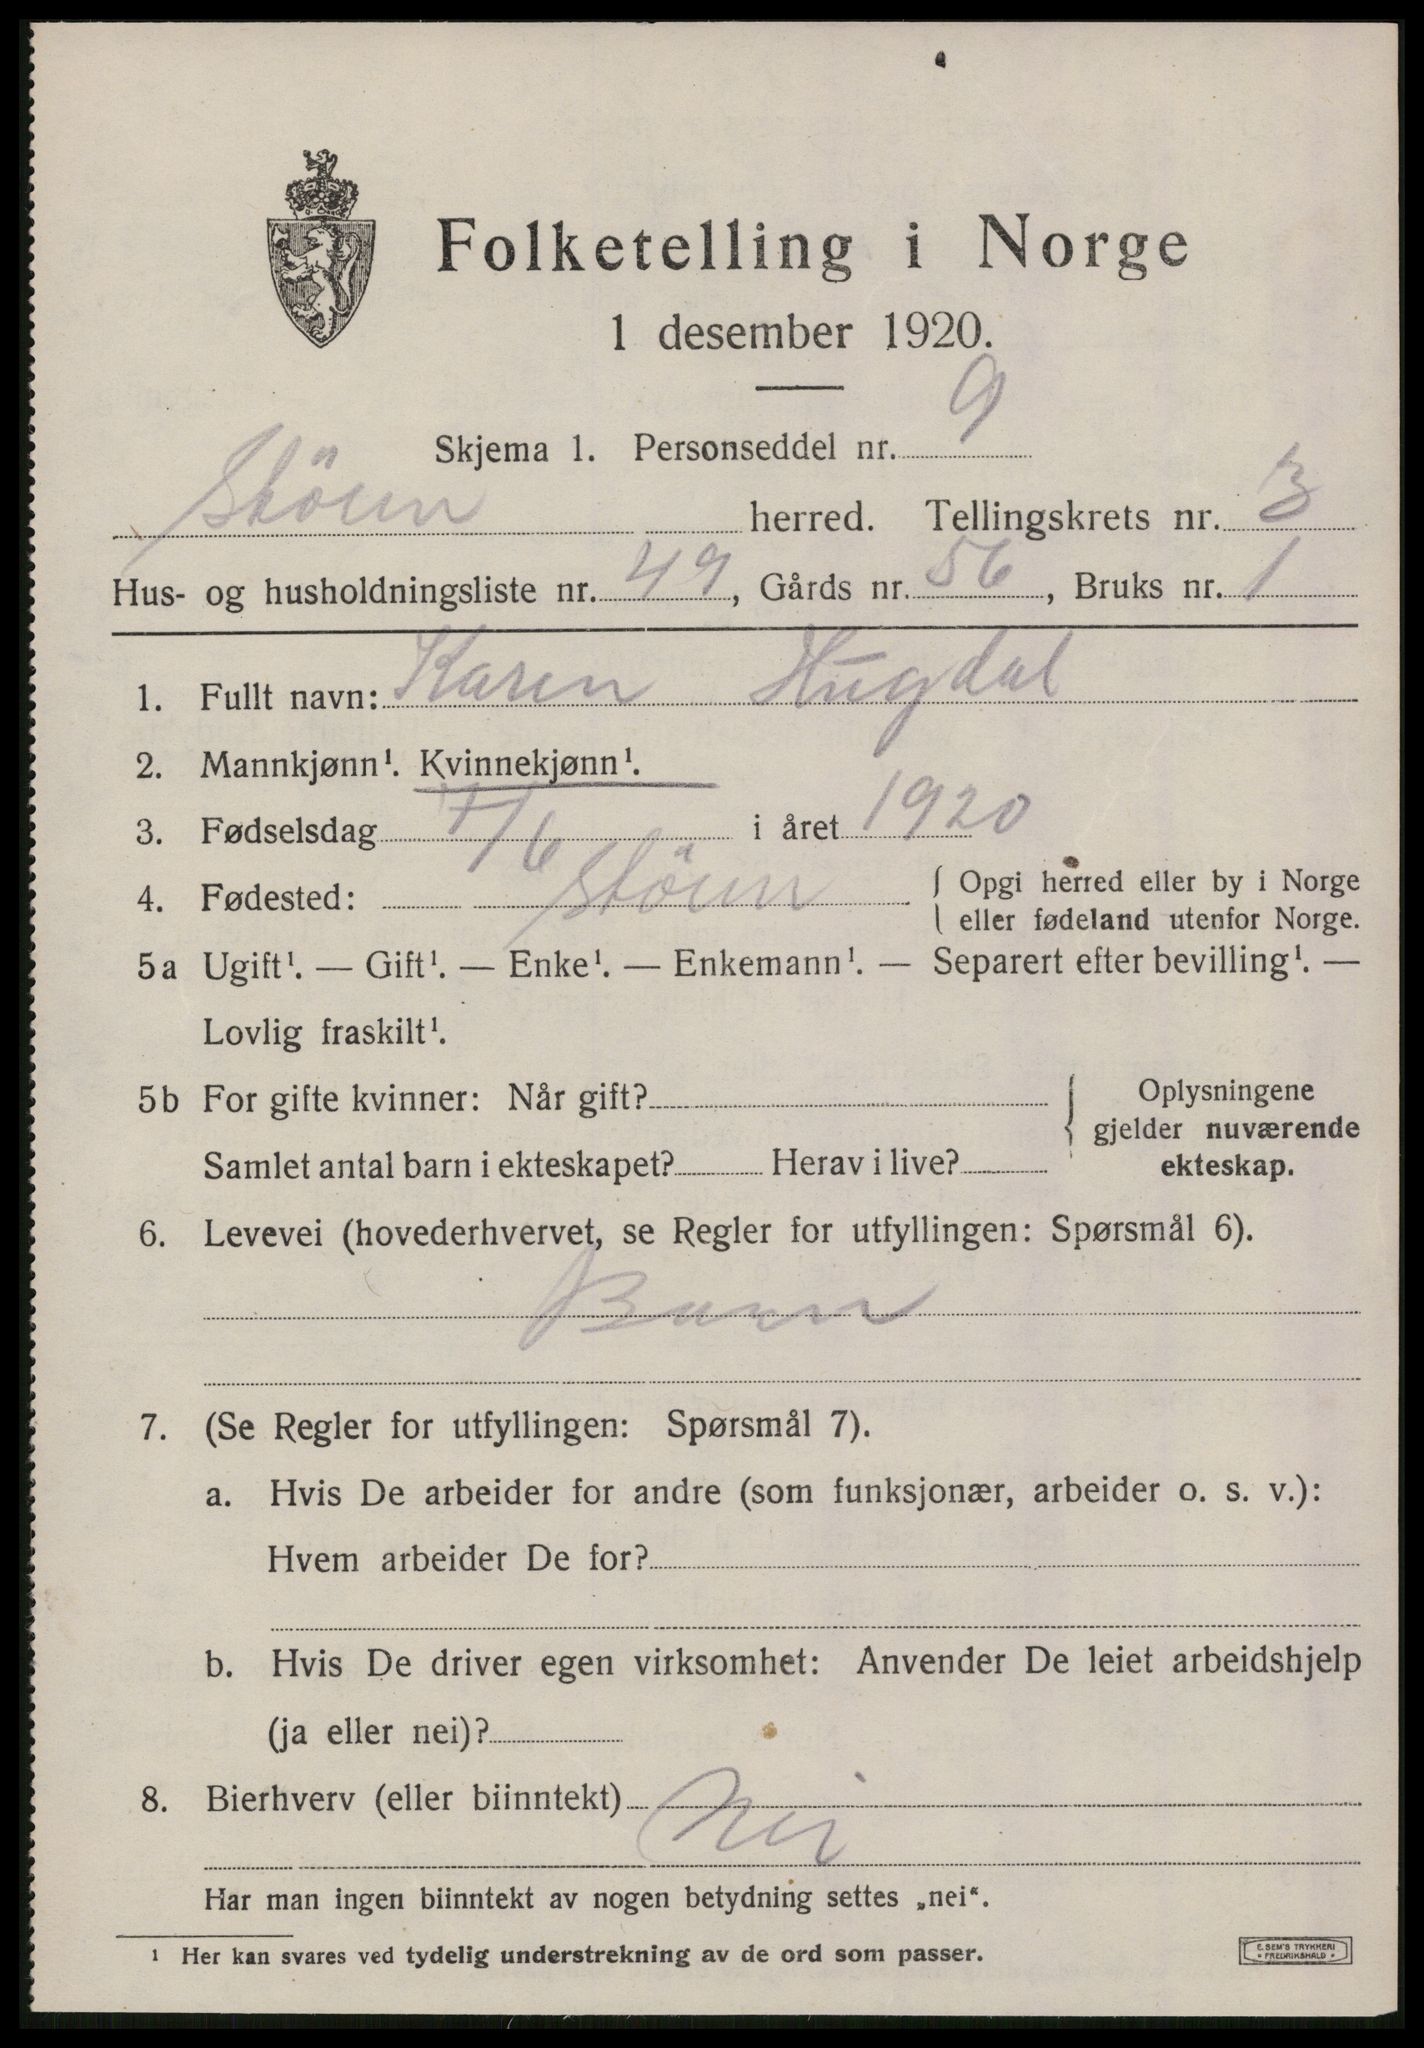 Folketelling i Norge
1 desember 1920.
Skjema 1. Personseddel nr. 9
Stören herred. Tellingskrets nr. 3
Hus- og husholdningsliste nr. 49, Gårds nr. 56, Bruks nr. 1
1. Fullt navn: Karen Hugdal
2. Mannkjønn¹. Kvinnekjønn¹.
3. Fødselsdag 7/6 i året 1920
4. Fødested: Stören { Opgi herred eller by i Norge
eller fødeland utenfor Norge.
5a Ugift¹. — Gift¹. — Enke¹. — Enkemann¹. — Separert efter bevilling¹. —
Lovlig fraskilt¹.
5b For gifte kvinner: Når gift? { Oplysningene
gjelder nuværende
Samlet antal barn i ekteskapet? Herav i live? ekteskap.
6. Levevei (hovederhvervet, se Regler for utfyllingen: Spørsmål 6).
Barn
7. (Se Regler for utfyllingen: Spørsmål 7).
a. Hvis De arbeider for andre (som funksjonær, arbeider o. s. v.):
Hvem arbeider De for?
b. Hvis De driver egen virksomhet: Anvender De leiet arbeidshjelp
(ja eller nei)?
8. Bierhverv (eller biinntekt) Nei
Har man ingen biinntekt av nogen betydning settes „nei“.
¹ Her kan svares ved tydelig understrekning av de ord som passer.
E. SEM'S TRYKKERI
* FREDRIKSHALD *